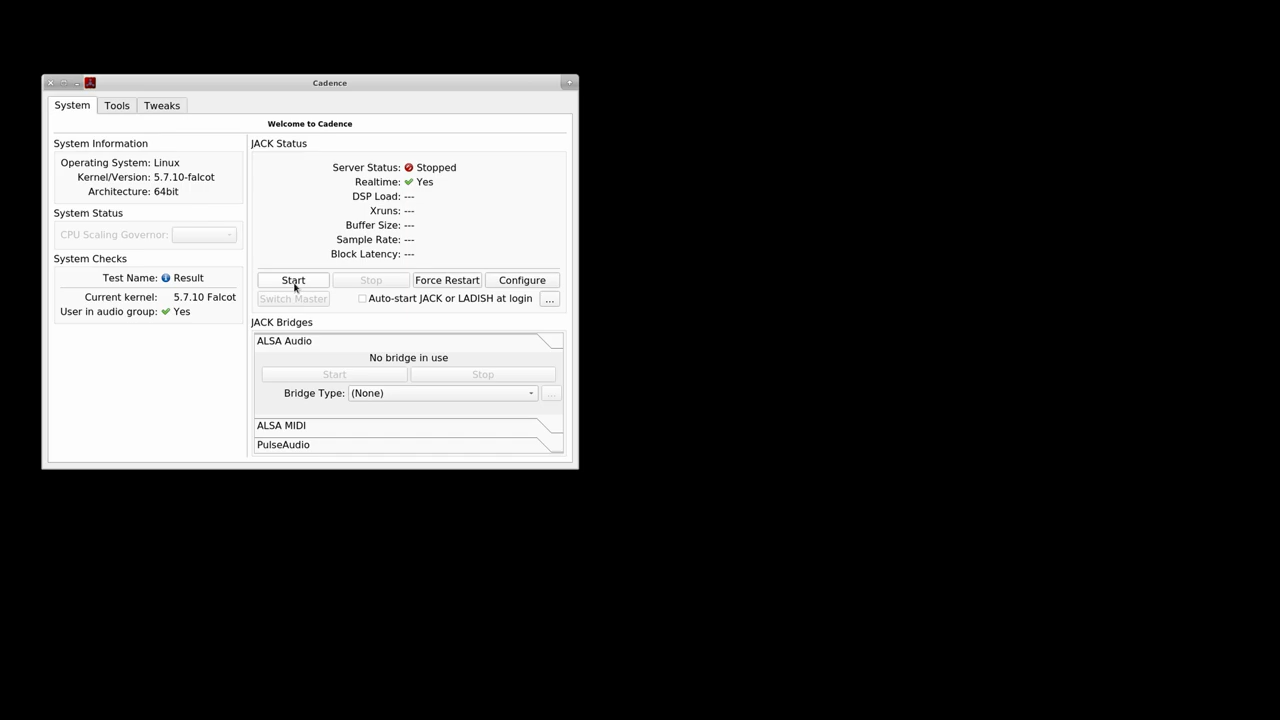 Cadence
System
Tools
Tweaks
Welcome to Cadence
System Information
Operating System: Linux
Kernel/Version: 5.7.10-falcot
Architecture: 64bit
System Status
CPU Scaling Governor:
System Checks
Test Name: Result
Current kernel: 5.7.10 Falcot
User in audio group: Yes
JACK Status
Server Status: Stopped
Realtime: Yes
DSP Load: ---
Xruns: ---
Buffer Size: ---
Sample Rate: ---
Block Latency: ---
Start Stop Force Restart Configure
Switch Master Auto-start JACK or LADISH at login ...
JACK Bridges
ALSA Audio
No bridge in use
Start Stop
Bridge Type: (None) ...
ALSA MIDI
PulseAudio